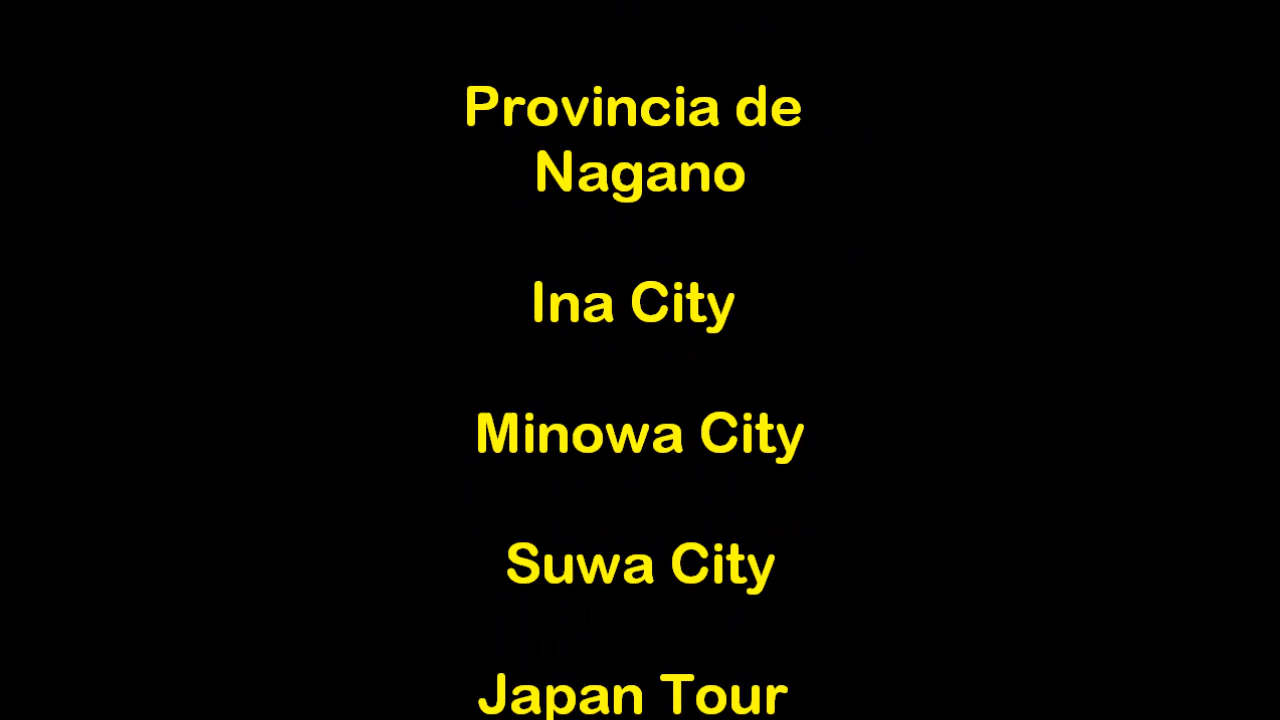 Provincia de
Nagano
Ina City
Minowa City
Suwa City
Japan Tour